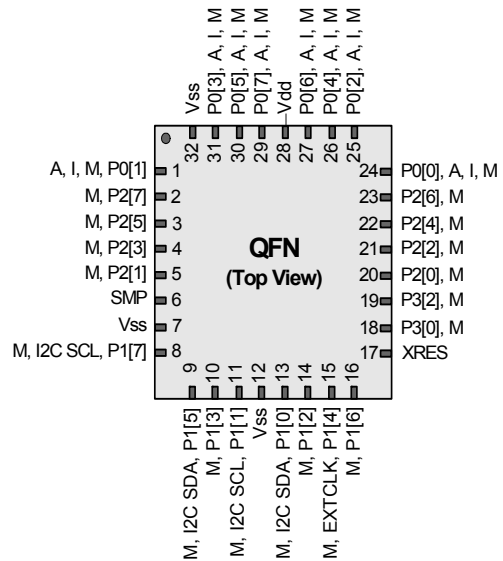 Vss
P0[3], A, I, M
P0[5], A, I, M
P0[7], A, I, M
Vdd
P0[6], A, I, M
P0[4], A, I, M
P0[2], A, I, M
32
31
30
29
28
27
26
25
A, I, M, P0[1] 1
M, P2[7] 2
M, P2[5] 3
M, P2[3] 4
M, P2[1] 5
SMP 6
Vss 7
M, I2C SCL, P1[7] 8
QFN
(Top View)
24 P0[0], A, I, M
23 P2[6], M
22 P2[4], M
21 P2[2], M
20 P2[0], M
19 P3[2], M
18 P3[0], M
17 XRES
9
10
11
12
13
14
15
16
M, I2C SDA, P1[5]
M, P1[3]
M, I2C SCL, P1[1]
Vss
M, I2C SDA, P1[0]
M, P1[2]
M, EXTCLK, P1[4]
M, P1[6]